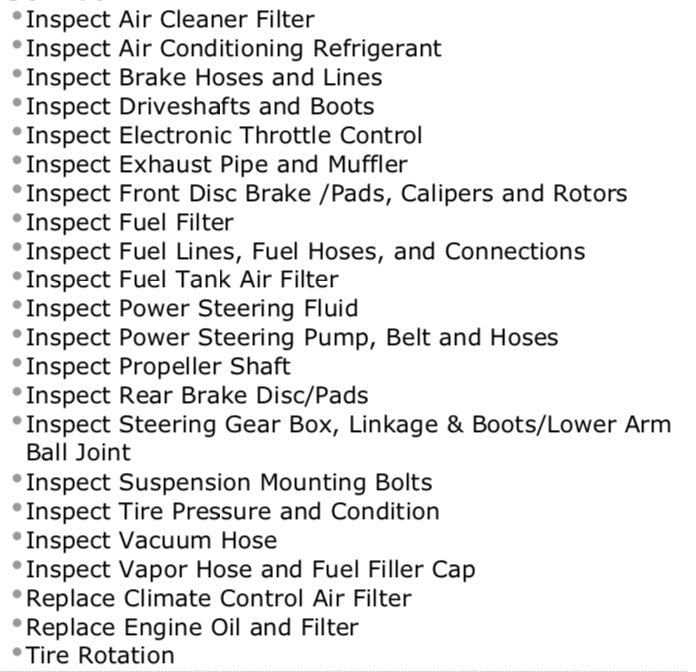 •Inspect Air Cleaner Filter
•Inspect Air Conditioning Refrigerant
•Inspect Brake Hoses and Lines
•Inspect Driveshafts and Boots
•Inspect Electronic Throttle Control
•Inspect Exhaust Pipe and Muffler
•Inspect Front Disc Brake /Pads, Calipers and Rotors
•Inspect Fuel Filter
•Inspect Fuel Lines, Fuel Hoses, and Connections
•Inspect Fuel Tank Air Filter
•Inspect Power Steering Fluid
•Inspect Power Steering Pump, Belt and Hoses
•Inspect Propeller Shaft
•Inspect Rear Brake Disc/Pads
•Inspect Steering Gear Box, Linkage & Boots/Lower Arm
Ball Joint
•Inspect Suspension Mounting Bolts
•Inspect Tire Pressure and Condition
•Inspect Vacuum Hose
•Inspect Vapor Hose and Fuel Filler Cap
•Replace Climate Control Air Filter
•Replace Engine Oil and Filter
•Tire Rotation